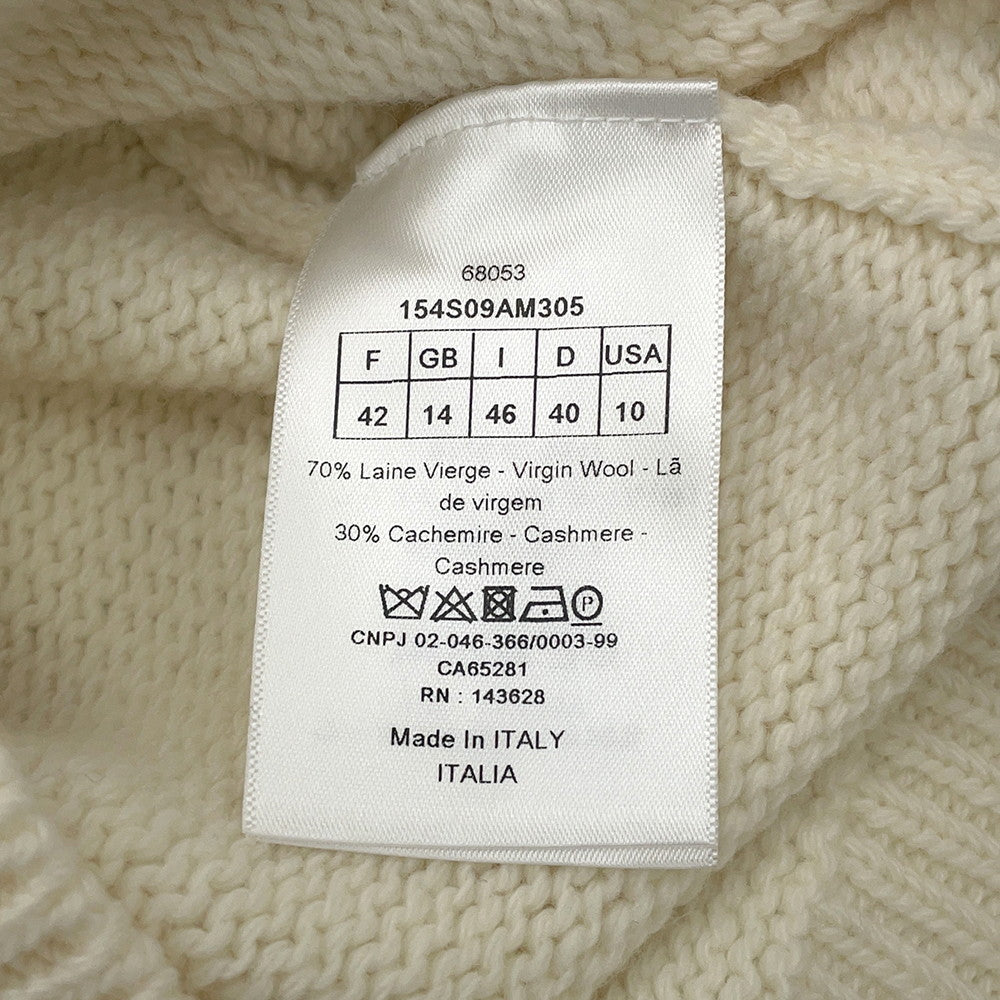 68053
154S09AM305
F GB I D USA
42 14 46 40 10
70% Laine Vierge - Virgin Wool - Lã
de virgem
30% Cachemire - Cashmere -
Cashmere
P
CNPJ 02-046-366/0003-99
CA65281
RN : 143628
Made In ITALY
ITALIA